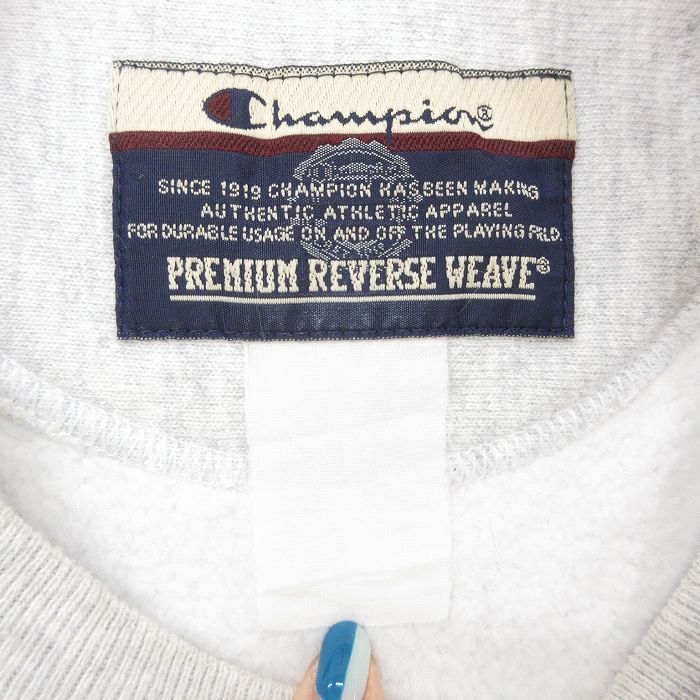 Champion®
SINCE 1919 CHAMPION HAS BEEN MAKING
AUTHENTIC ATHLETIC APPAREL
FOR DURABLE USAGE ON AND OFF THE PLAYING FILD.
PREMIUM REVERSE WEAVE®